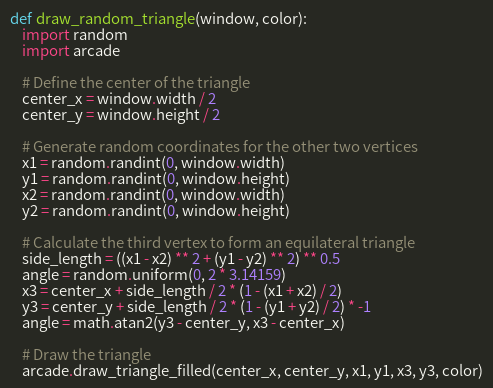 def draw_random_triangle(window, color):
    import random
    import arcade

    # Define the center of the triangle
    center_x = window.width / 2
    center_y = window.height / 2

    # Generate random coordinates for the other two vertices
    x1 = random.randint(0, window.width)
    y1 = random.randint(0, window.height)
    x2 = random.randint(0, window.width)
    y2 = random.randint(0, window.height)

    # Calculate the third vertex to form an equilateral triangle
    side_length = ((x1 - x2) ** 2 + (y1 - y2) ** 2) ** 0.5
    angle = random.uniform(0, 2 * 3.14159)
    x3 = center_x + side_length / 2 * (1 - (x1 + x2) / 2)
    y3 = center_y + side_length / 2 * (1 - (y1 + y2) / 2) * -1
    angle = math.atan2(y3 - center_y, x3 - center_x)

    # Draw the triangle
    arcade.draw_triangle_filled(center_x, center_y, x1, y1, x3, y3, color)